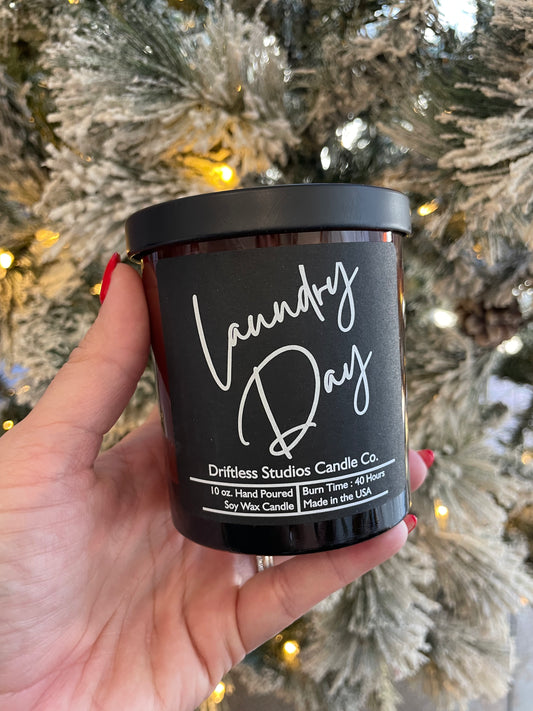 Laundry
Day
Driftless Studios Candle Co.
10 oz. Hand Poured
Soy Wax Candle
Burn Time : 40 Hours
Made in the USA